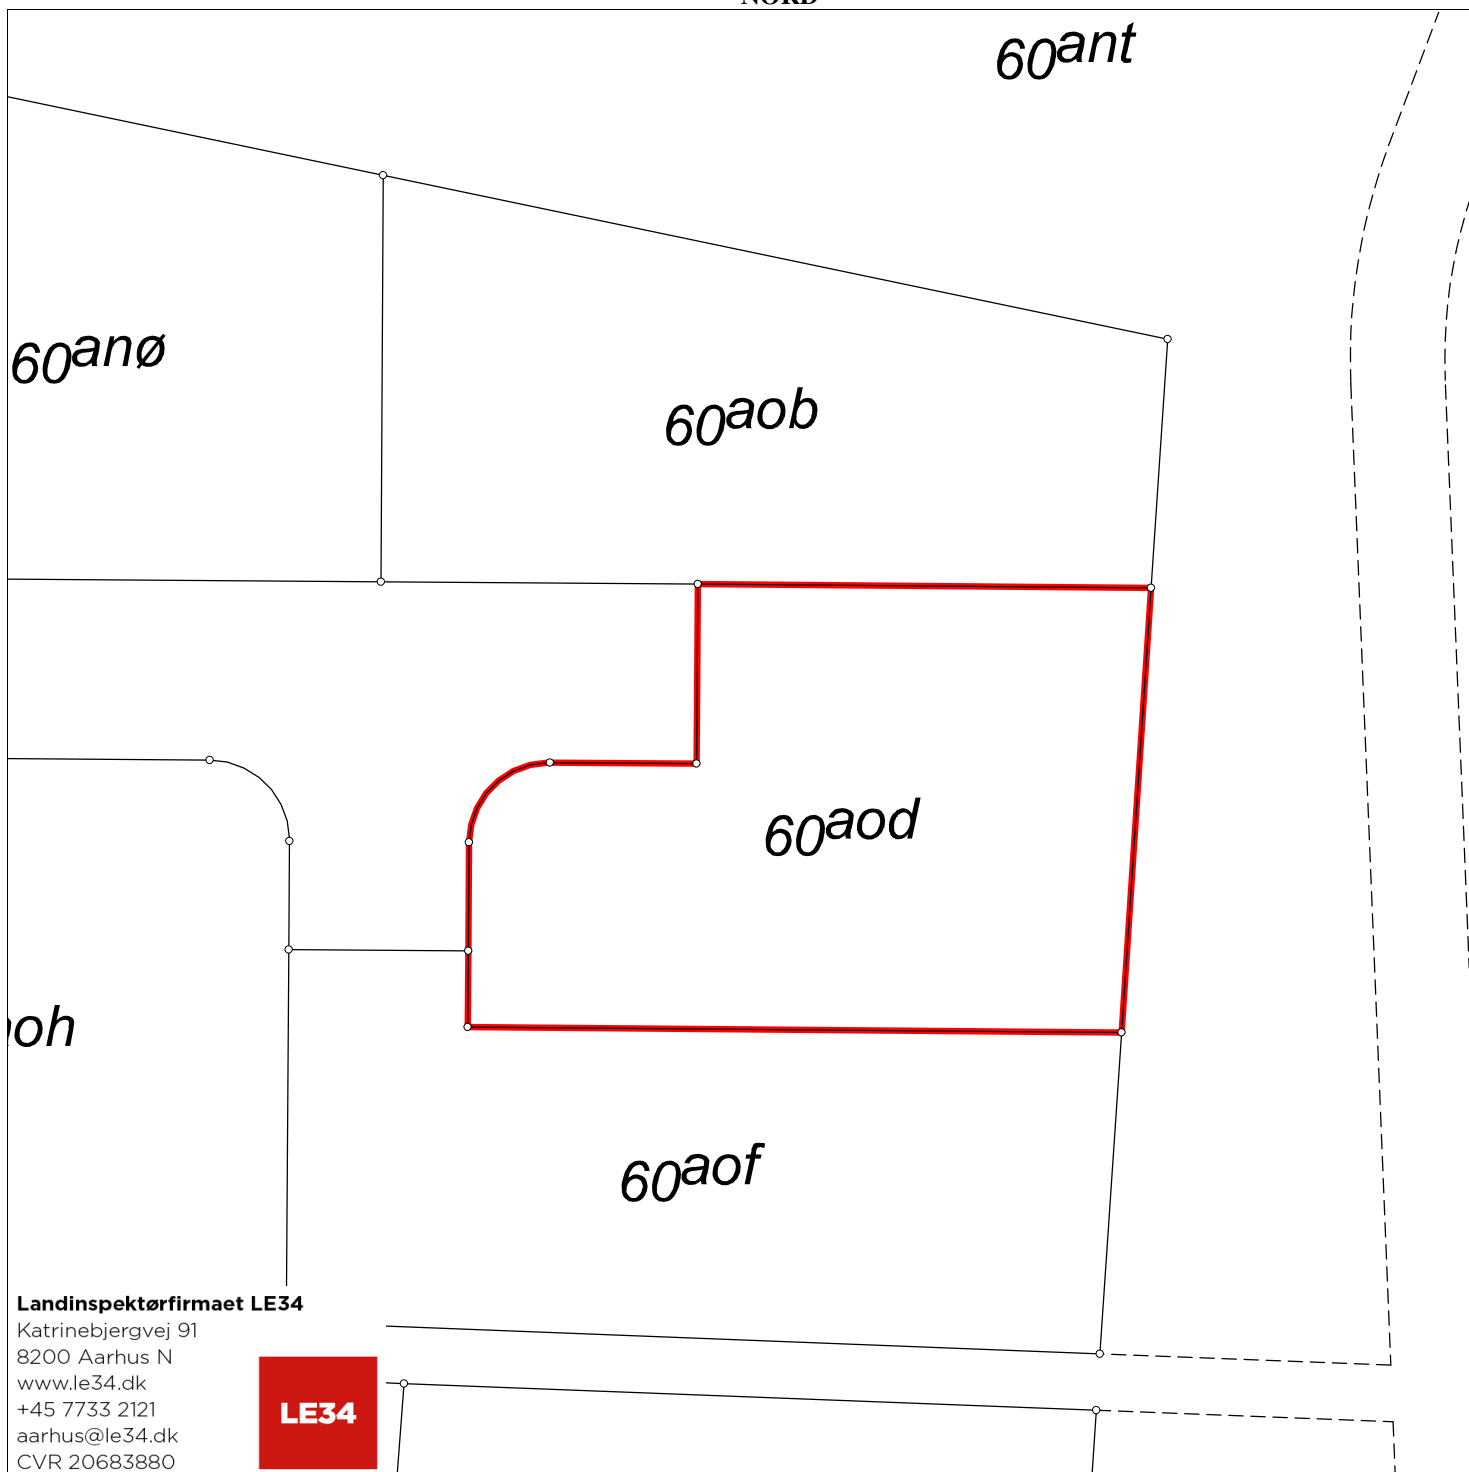 60ant
60anø
60aob
60aod
oh
60aof
Landinspektørfirmaet LE34
Katrinebjergvej 91
8200 Aarhus N
www.le34.dk
+45 7733 2121
aarhus@le34.dk
CVR 20683880
LE34